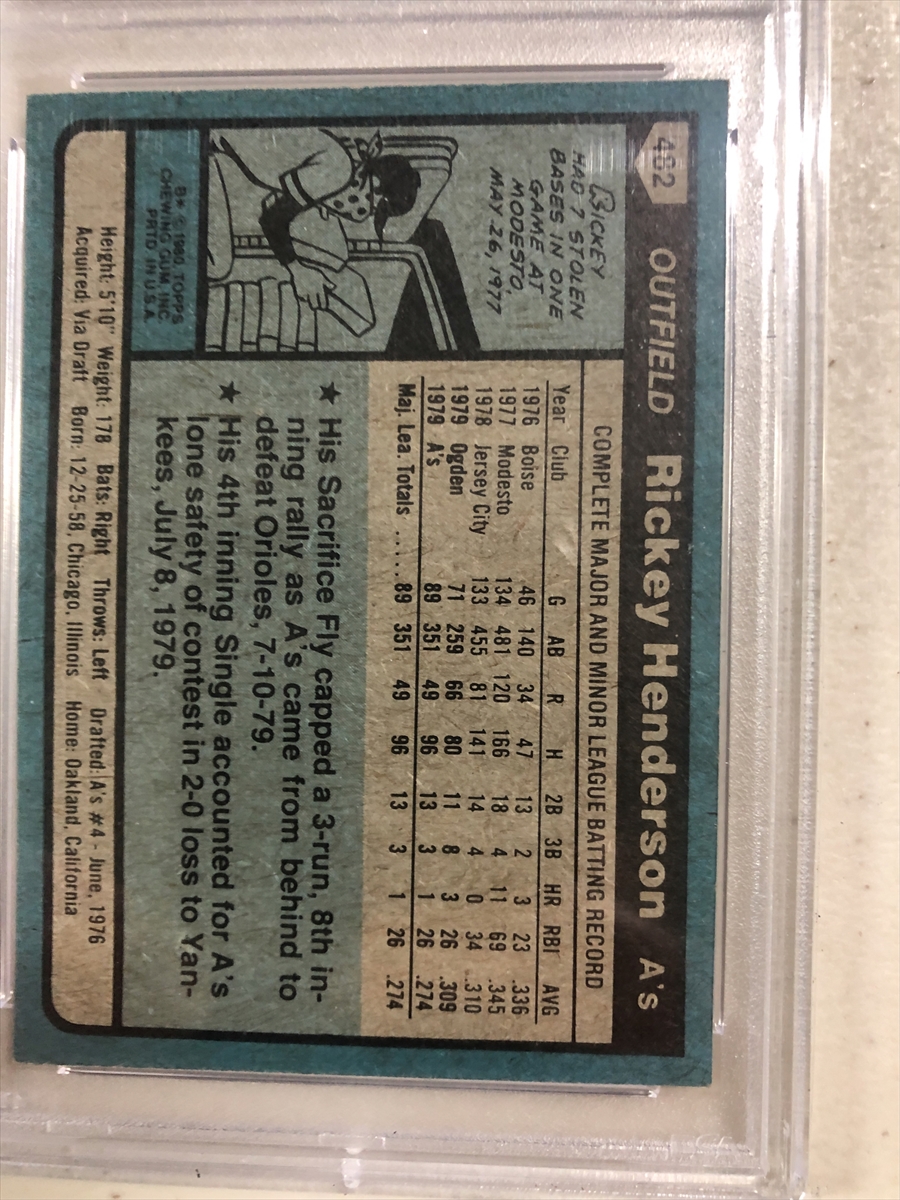 482 OUTFIELD Rickey Henderson A's
RICKEY
HAD 7 STOLEN
BASES IN ONE
GAME AT
MODESTO,
MAY 26, 1977
B* © 1980 TOPPS
CHEWING GUM, INC.
PRTD IN U.S.A.
COMPLETE MAJOR AND MINOR LEAGUE BATTING RECORD
Year Club G AB R H 2B 3B HR RBI AVG
1976 Boise 46 140 34 47 13 2 3 23 .336
1977 Modesto 134 481 120 166 18 4 11 69 .345
1978 Jersey City 133 455 81 141 14 4 0 34 .310
1979 Ogden 71 259 66 80 11 8 3 26 .309
1979 A's 89 351 49 96 13 3 1 26 .274
Maj. Lea. Totals ..... 89 351 49 96 13 3 1 26 .274
★ His Sacrifice Fly capped a 3-run, 8th in-
ning rally as A's came from behind to
defeat Orioles, 7-10-79.
★ His 4th inning Single accounted for A's
lone safety of contest in 2-0 loss to Yan-
kees, July 8, 1979.
Height: 5'10" Weight: 178 Bats: Right Throws: Left Drafted: A's #4 - June, 1976
Acquired: Via Draft Born: 12-25-58, Chicago, Illinois Home: Oakland, California